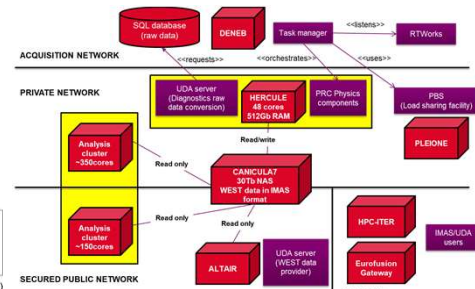 SQL database
(raw data)
DENEB
Task manager
<<listens>>
RTWorks
ACQUISITION NETWORK
<<requests>>
<<orchestrates>>
<<uses>>
PRIVATE NETWORK
UDA server
(Diagnostics raw
data conversion)
HERCULE
48 cores
512Gb RAM
PRC Physics
components
PBS
(Load sharing facility)
PLEIONE
Read/write
Analysis
cluster
~350cores
Read only
CANICULA7
30Tb NAS
WEST data in IMAS
format
Read only
Read only
Analysis
cluster
~150cores
ALTAIR
UDA server
(WEST data
provider)
HPC-ITER
IMAS/UDA
users
Eurofusion
Gateway
SECURED PUBLIC NETWORK
)